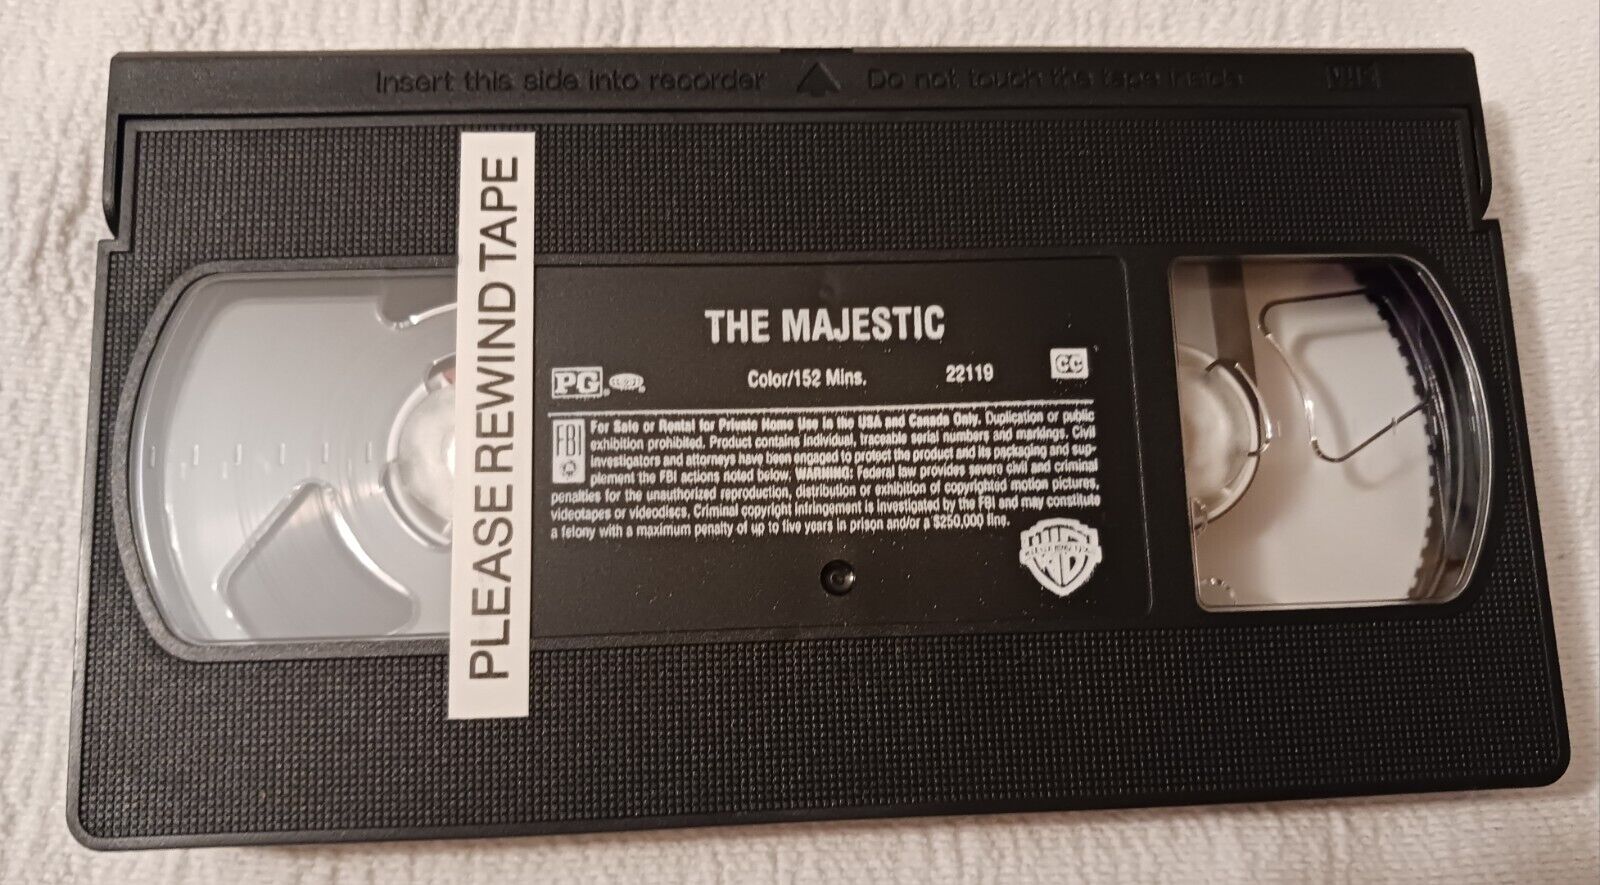 Insert this side into recorder Do not touch the tape inside VHS
PLEASE REWIND TAPE
THE MAJESTIC
PG Color/152 Mins. 22119 CC
FBI
For Sale or Rental for Private Home Use in the USA and Canada Only. Duplication or public
exhibition prohibited. Product contains individual, traceable serial numbers and markings. Civil
investigators and attorneys have been engaged to protect the product and its packaging and sup-
plement the FBI actions noted below. WARNING: Federal law provides severe civil and criminal
penalties for the unauthorized reproduction, distribution or exhibition of copyrighted motion pictures,
videotapes or videodiscs. Criminal copyright infringement is investigated by the FBI and may constitute
a felony with a maximum penalty of up to five years in prison and/or a $250,000 fine.
WB